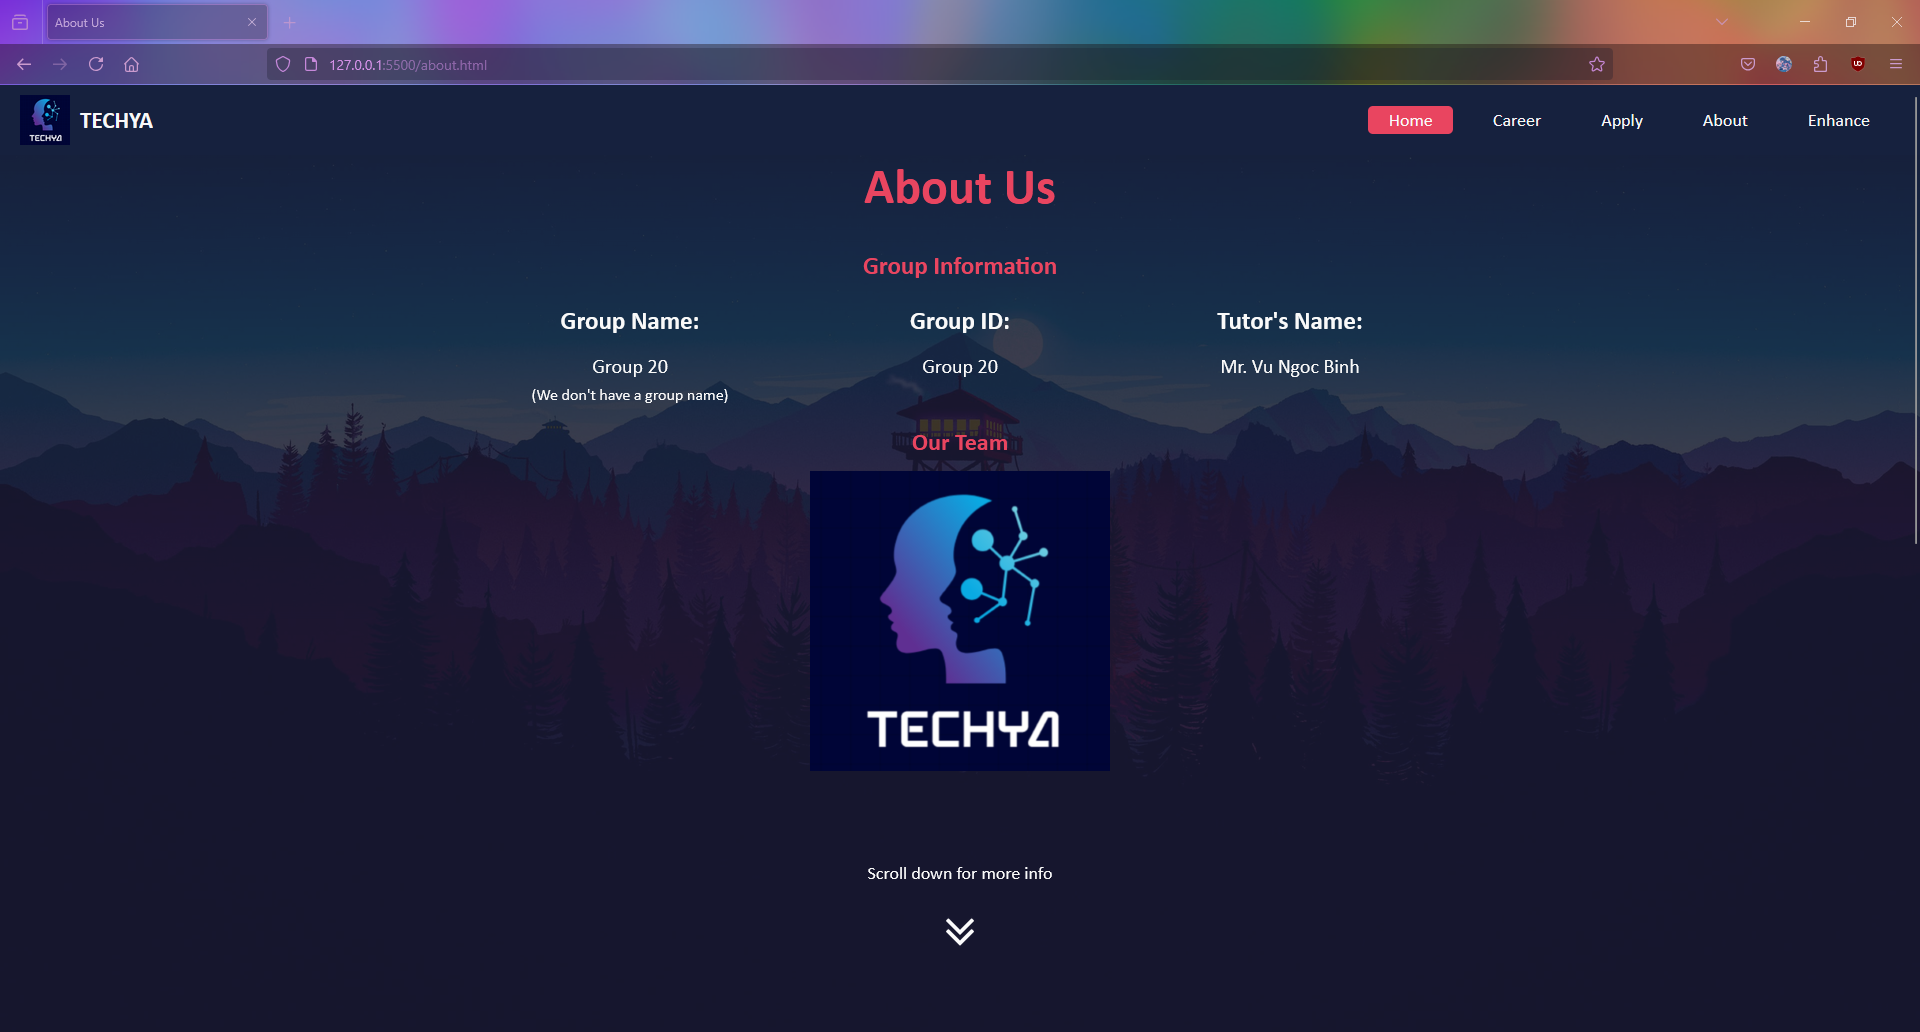 About Us
127.0.0.1:5500/about.html
TECHYA
TECHYA
Home
Career
Apply
About
Enhance
About Us
Group Information
Group Name:
Group ID:
Tutor's Name:
Group 20
Group 20
Mr. Vu Ngoc Binh
(We don't have a group name)
Our Team
TECHYA
Scroll down for more info